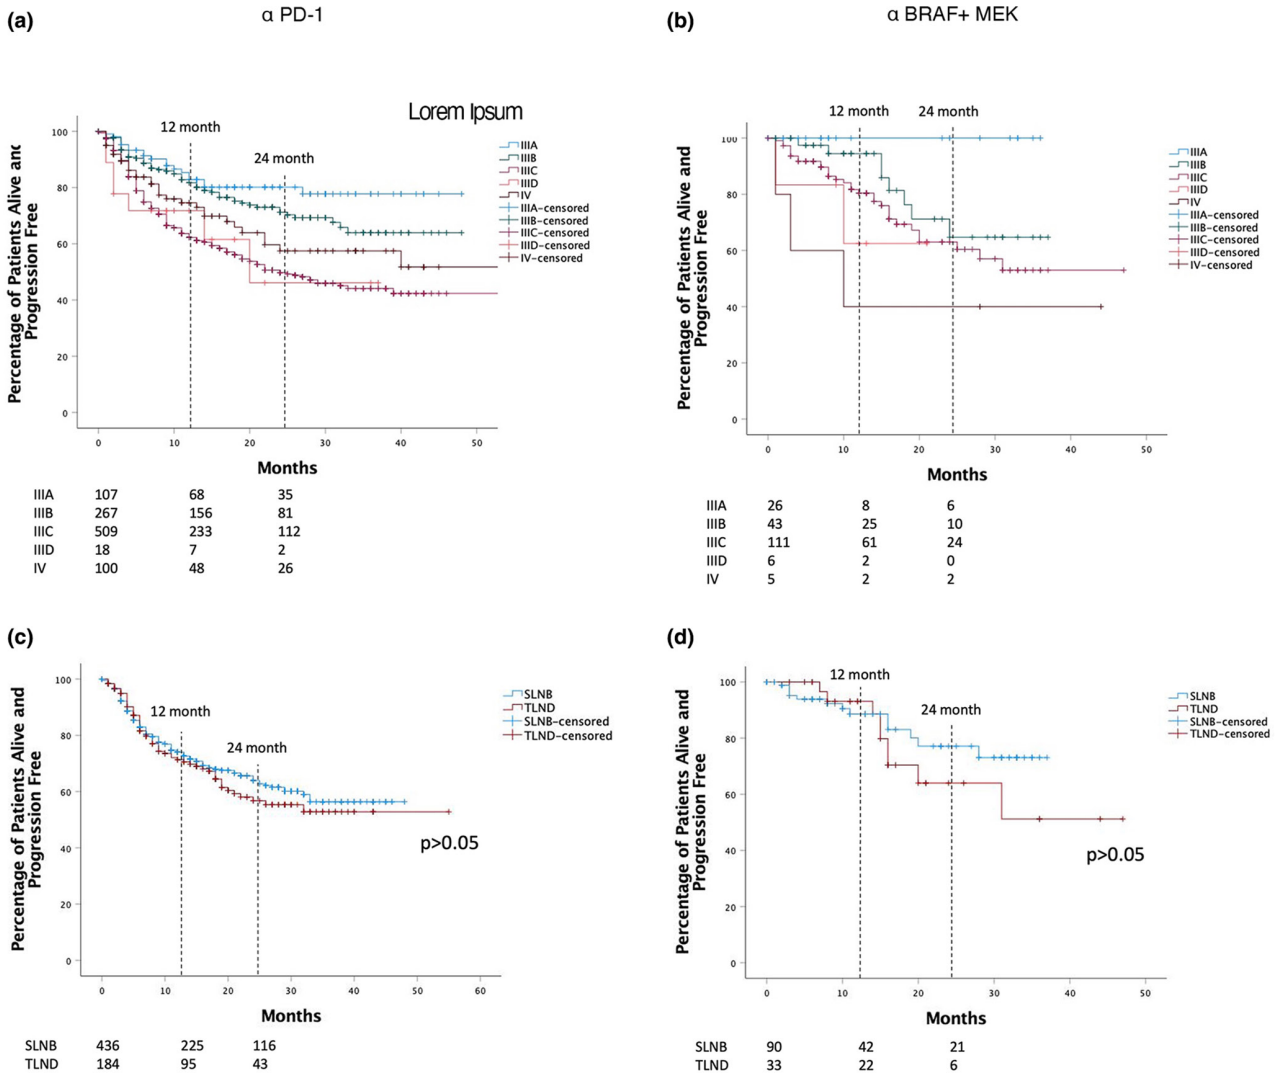 (a)
α PD-1
Lorem Ipsum
12 month
24 month
Percentage of Patients Alive and
Progression Free
100
80
60
40
20
0
0 10 20 30 40 50
Months
IIIA
IIIB
IIIC
IIID
IV
IIIA-censored
IIIB-censored
IIIC-censored
IIID-censored
IV-censored
IIIA 107 68 35
IIIB 267 156 81
IIIC 509 233 112
IIID 18 7 2
IV 100 48 26
(b)
α BRAF+ MEK
12 month
24 month
Percentage of Patients Alive and
Progression Free
100
80
60
40
20
0
0 10 20 30 40 50
Months
IIIA
IIIB
IIIC
IIID
IV
IIIA-censored
IIIB-censored
IIIC-censored
IIID-censored
IV-censored
IIIA 26 8 6
IIIB 43 25 10
IIIC 111 61 24
IIID 6 2 0
IV 5 2 2
(c)
12 month
24 month
Percentage of Patients Alive and
Progression Free
100
80
60
40
20
0
0 10 20 30 40 50 60
Months
SLNB
TLND
SLNB-censored
TLND-censored
p>0.05
SLNB 436 225 116
TLND 184 95 43
(d)
12 month
24 month
Percentage of Patients Alive and
Progression Free
100
80
60
40
20
0
0 10 20 30 40 50
Months
SLNB
TLND
SLNB-censored
TLND-censored
p>0.05
SLNB 90 42 21
TLND 33 22 6